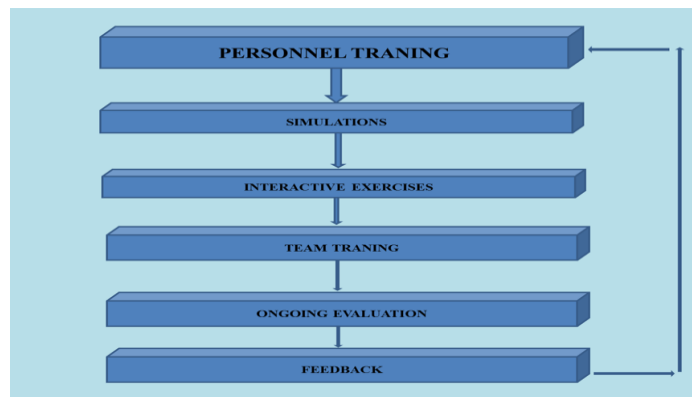 PERSONNEL TRANING
SIMULATIONS
INTERACTIVE EXERCISES
TEAM TRANING
ONGOING EVALUATION
FEEDBACK